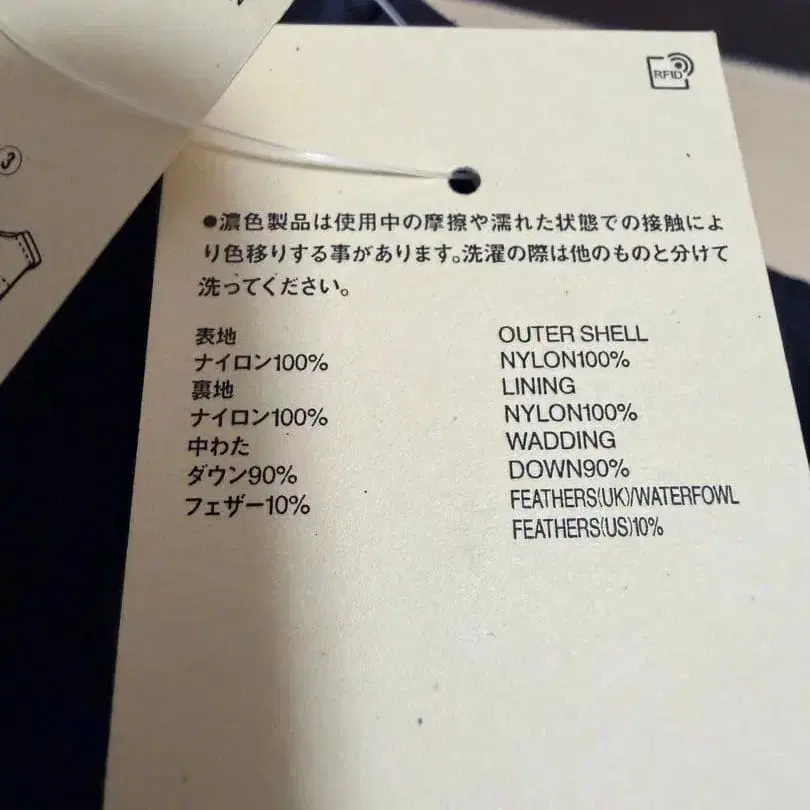 3
RFID
●濃色製品は使用中の摩擦や濡れた状態での接触によ
り色移りする事があります。洗濯の際は他のものと分けて
洗ってください。
表地
ナイロン100%
裏地
ナイロン100%
中わた
ダウン90%
フェザー10%
OUTER SHELL
NYLON100%
LINING
NYLON100%
WADDING
DOWN90%
FEATHERS(UK)/WATERFOWL
FEATHERS(US)10%